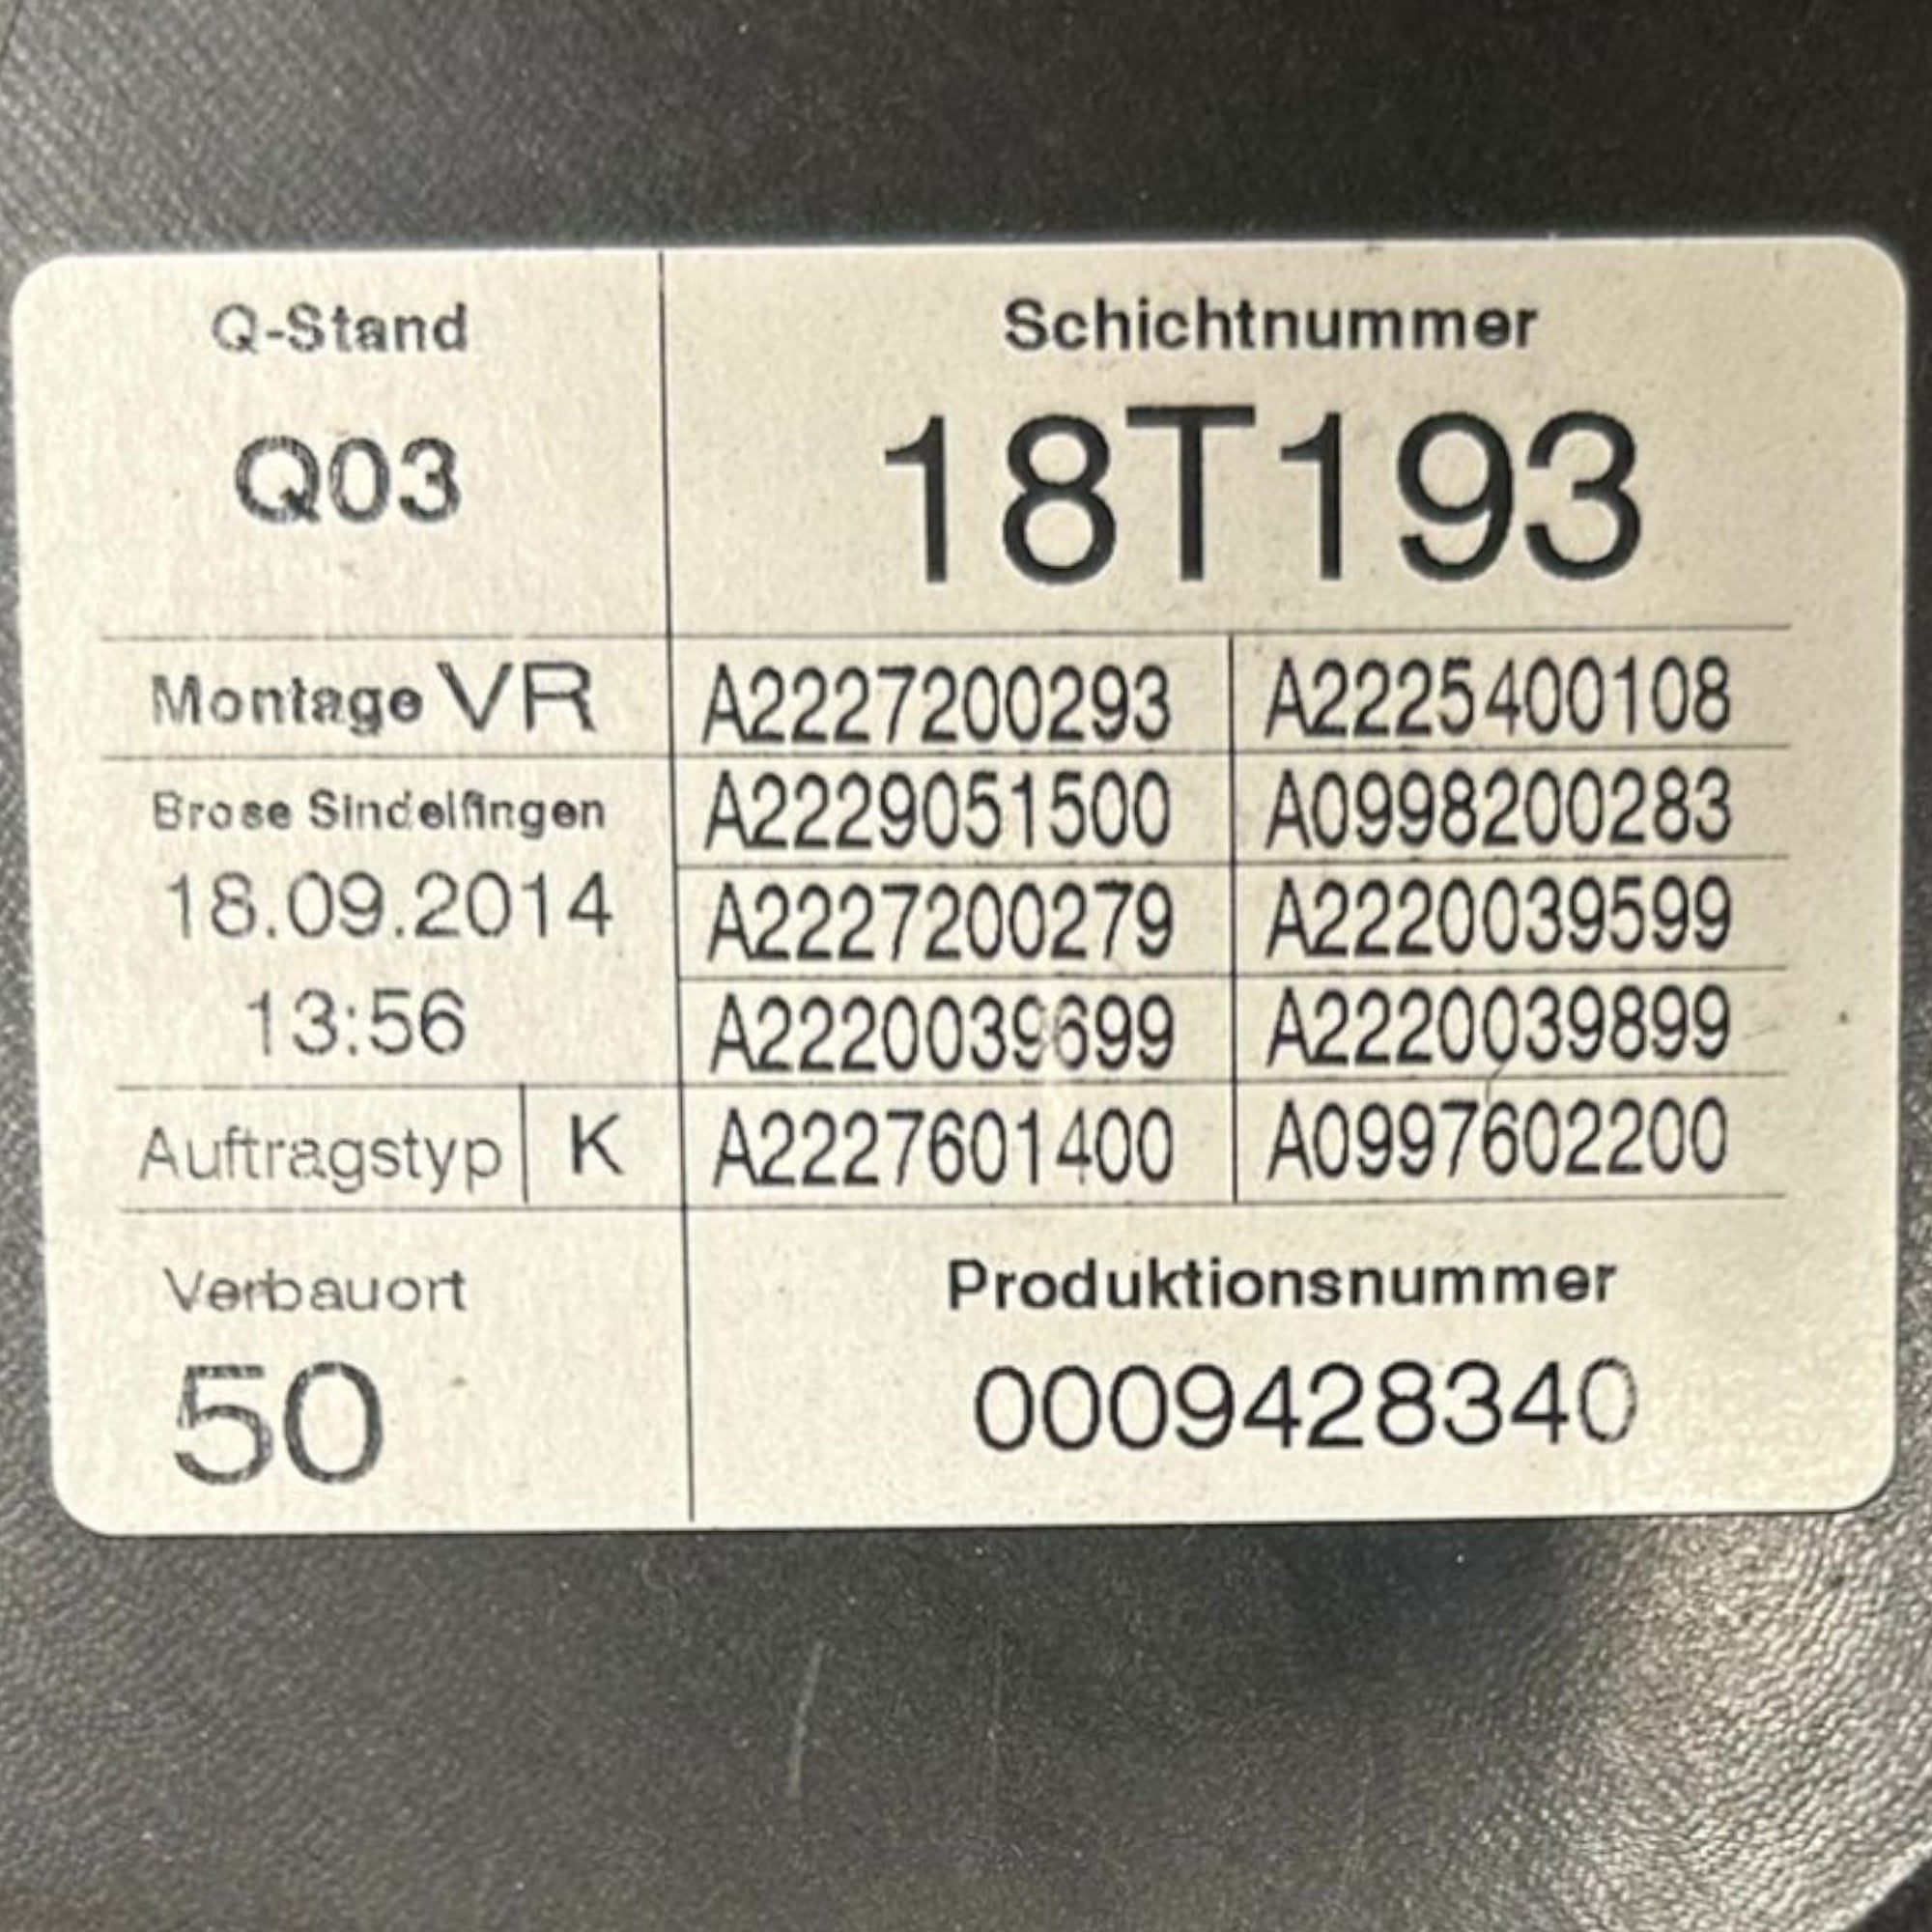 Q-Stand
Schichtnummer
Q03
18T193
Montage VR
A2227200293
A2225400108
Brose Sindelfingen
A2229051500
A0998200283
18.09.2014
A2227200279
A2220039599
13:56
A2220039699
A2220039899
Auftragstyp K
A2227601400
A0997602200
Verbauort
Produktionsnummer
50
0009428340